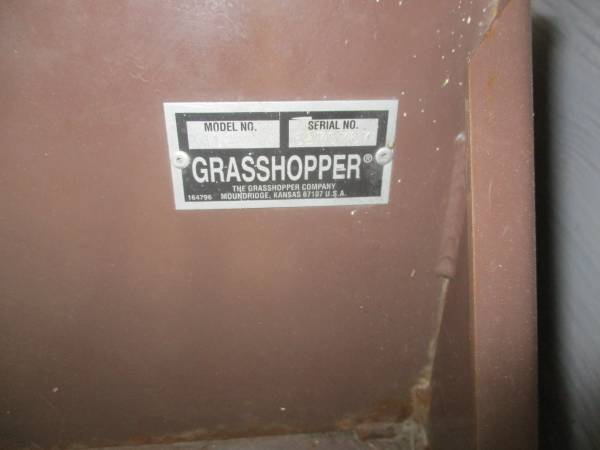 MODEL NO. SERIAL NO.
GRASSHOPPER®
THE GRASSHOPPER COMPANY
164796 MOUNDRIDGE, KANSAS 67107 U.S.A.